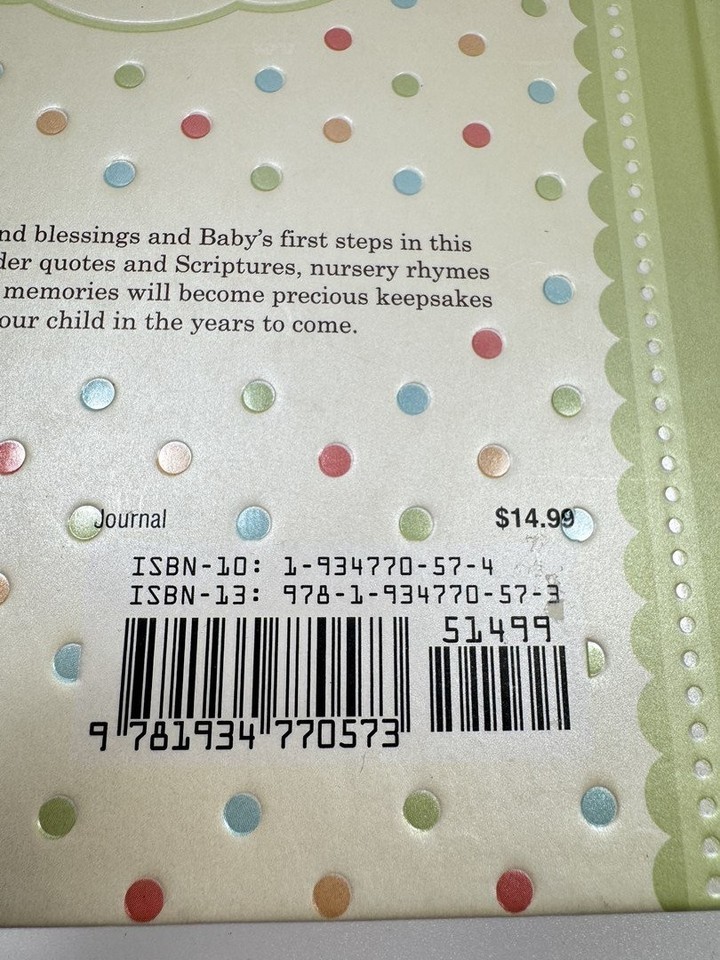 nd blessings and Baby's first steps in this
der quotes and Scriptures, nursery rhymes
memories will become precious keepsakes
our child in the years to come.
Journal $14.99
ISBN-10: 1-934770-57-4
ISBN-13: 978-1-934770-57-3
51499
9 781934 770573